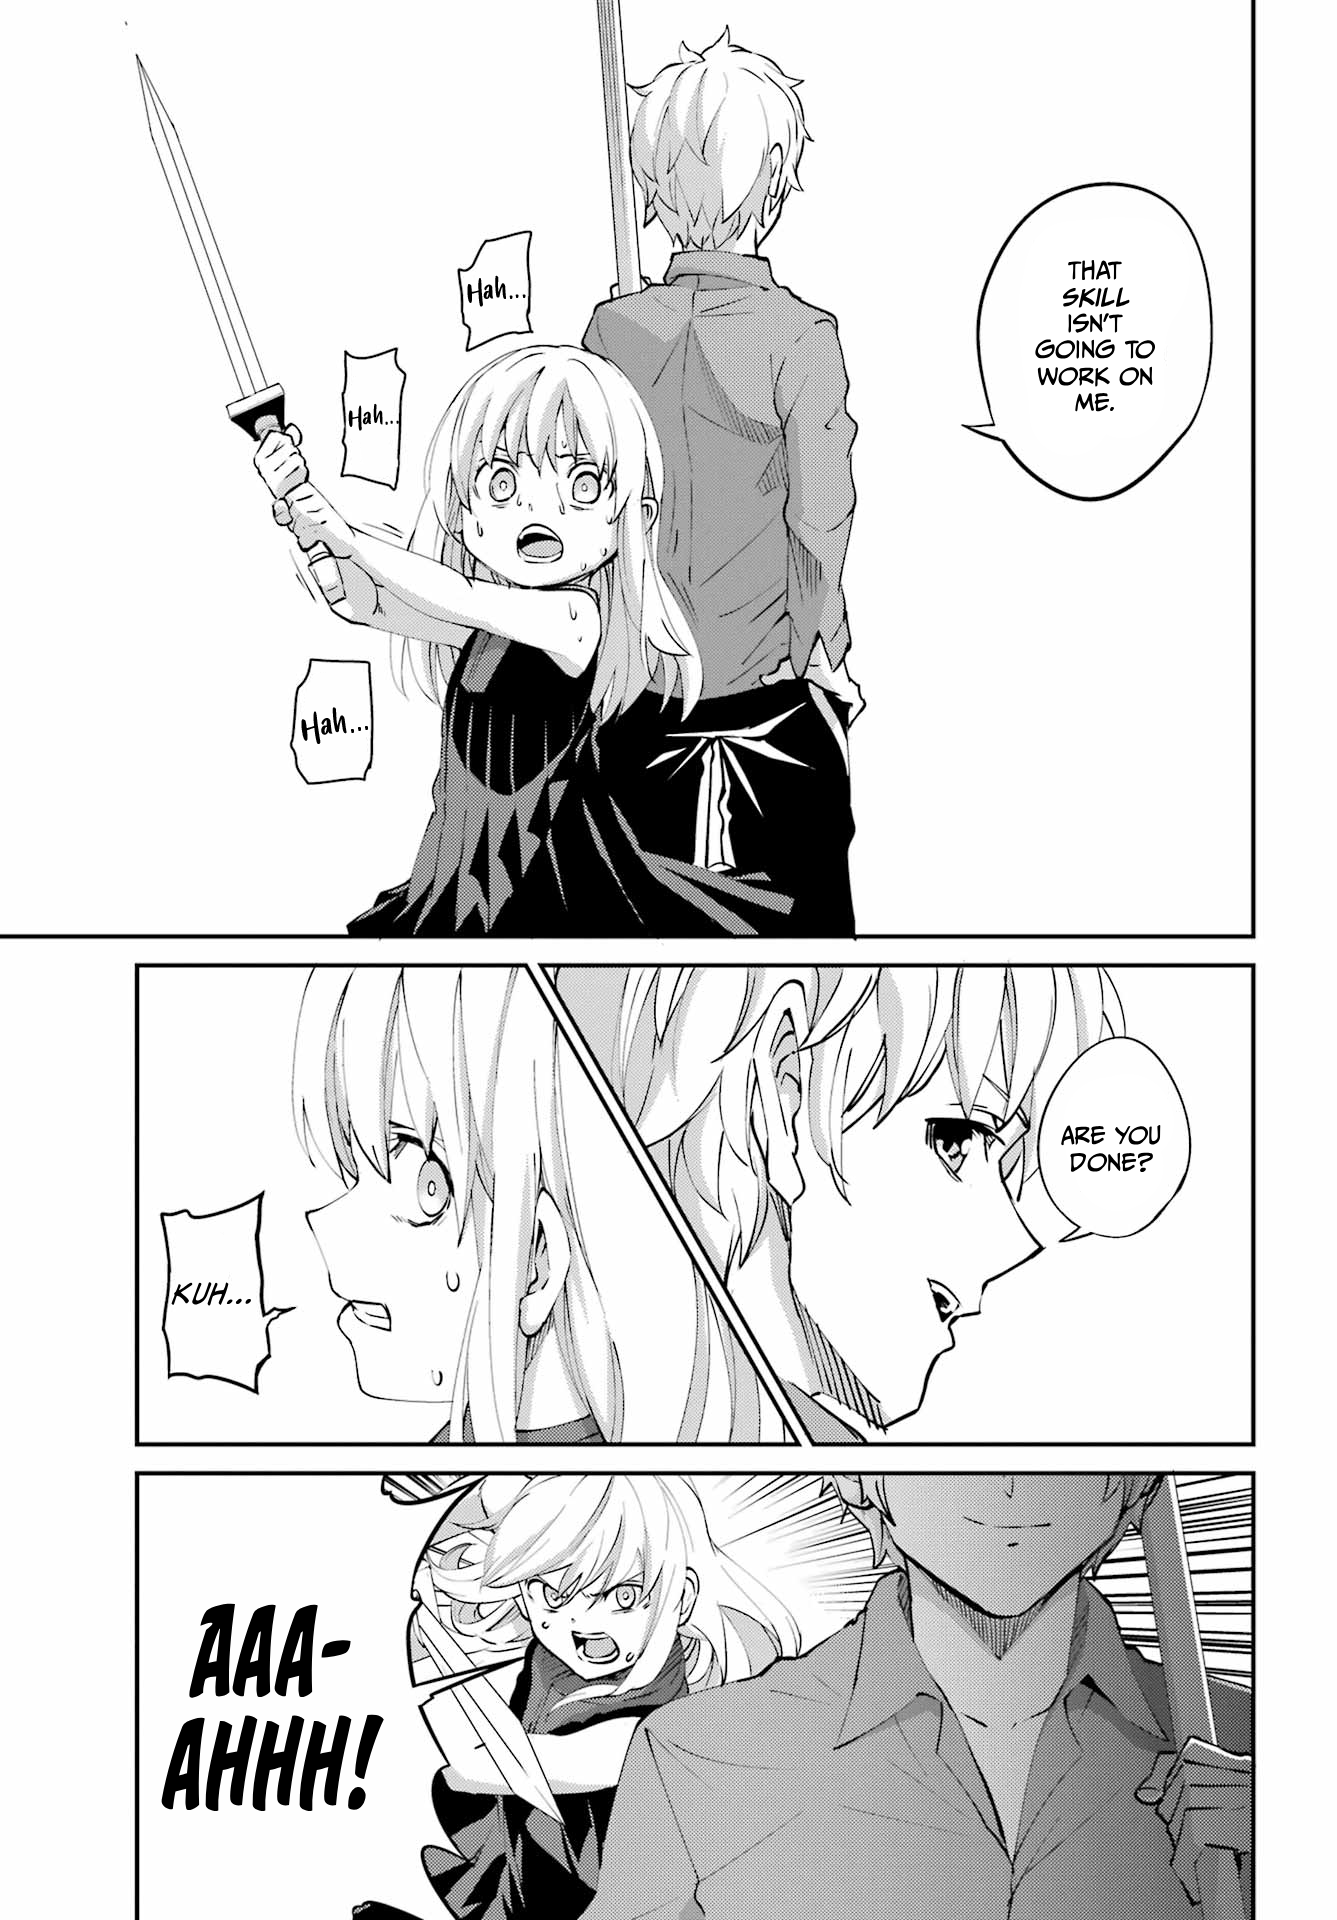 THAT
SKILL
ISN'T
GOING TO
WORK ON
ME.
Hah...
Hah...
Hah...
ARE YOU
DONE?
KUH...
AAA-
AHHH!